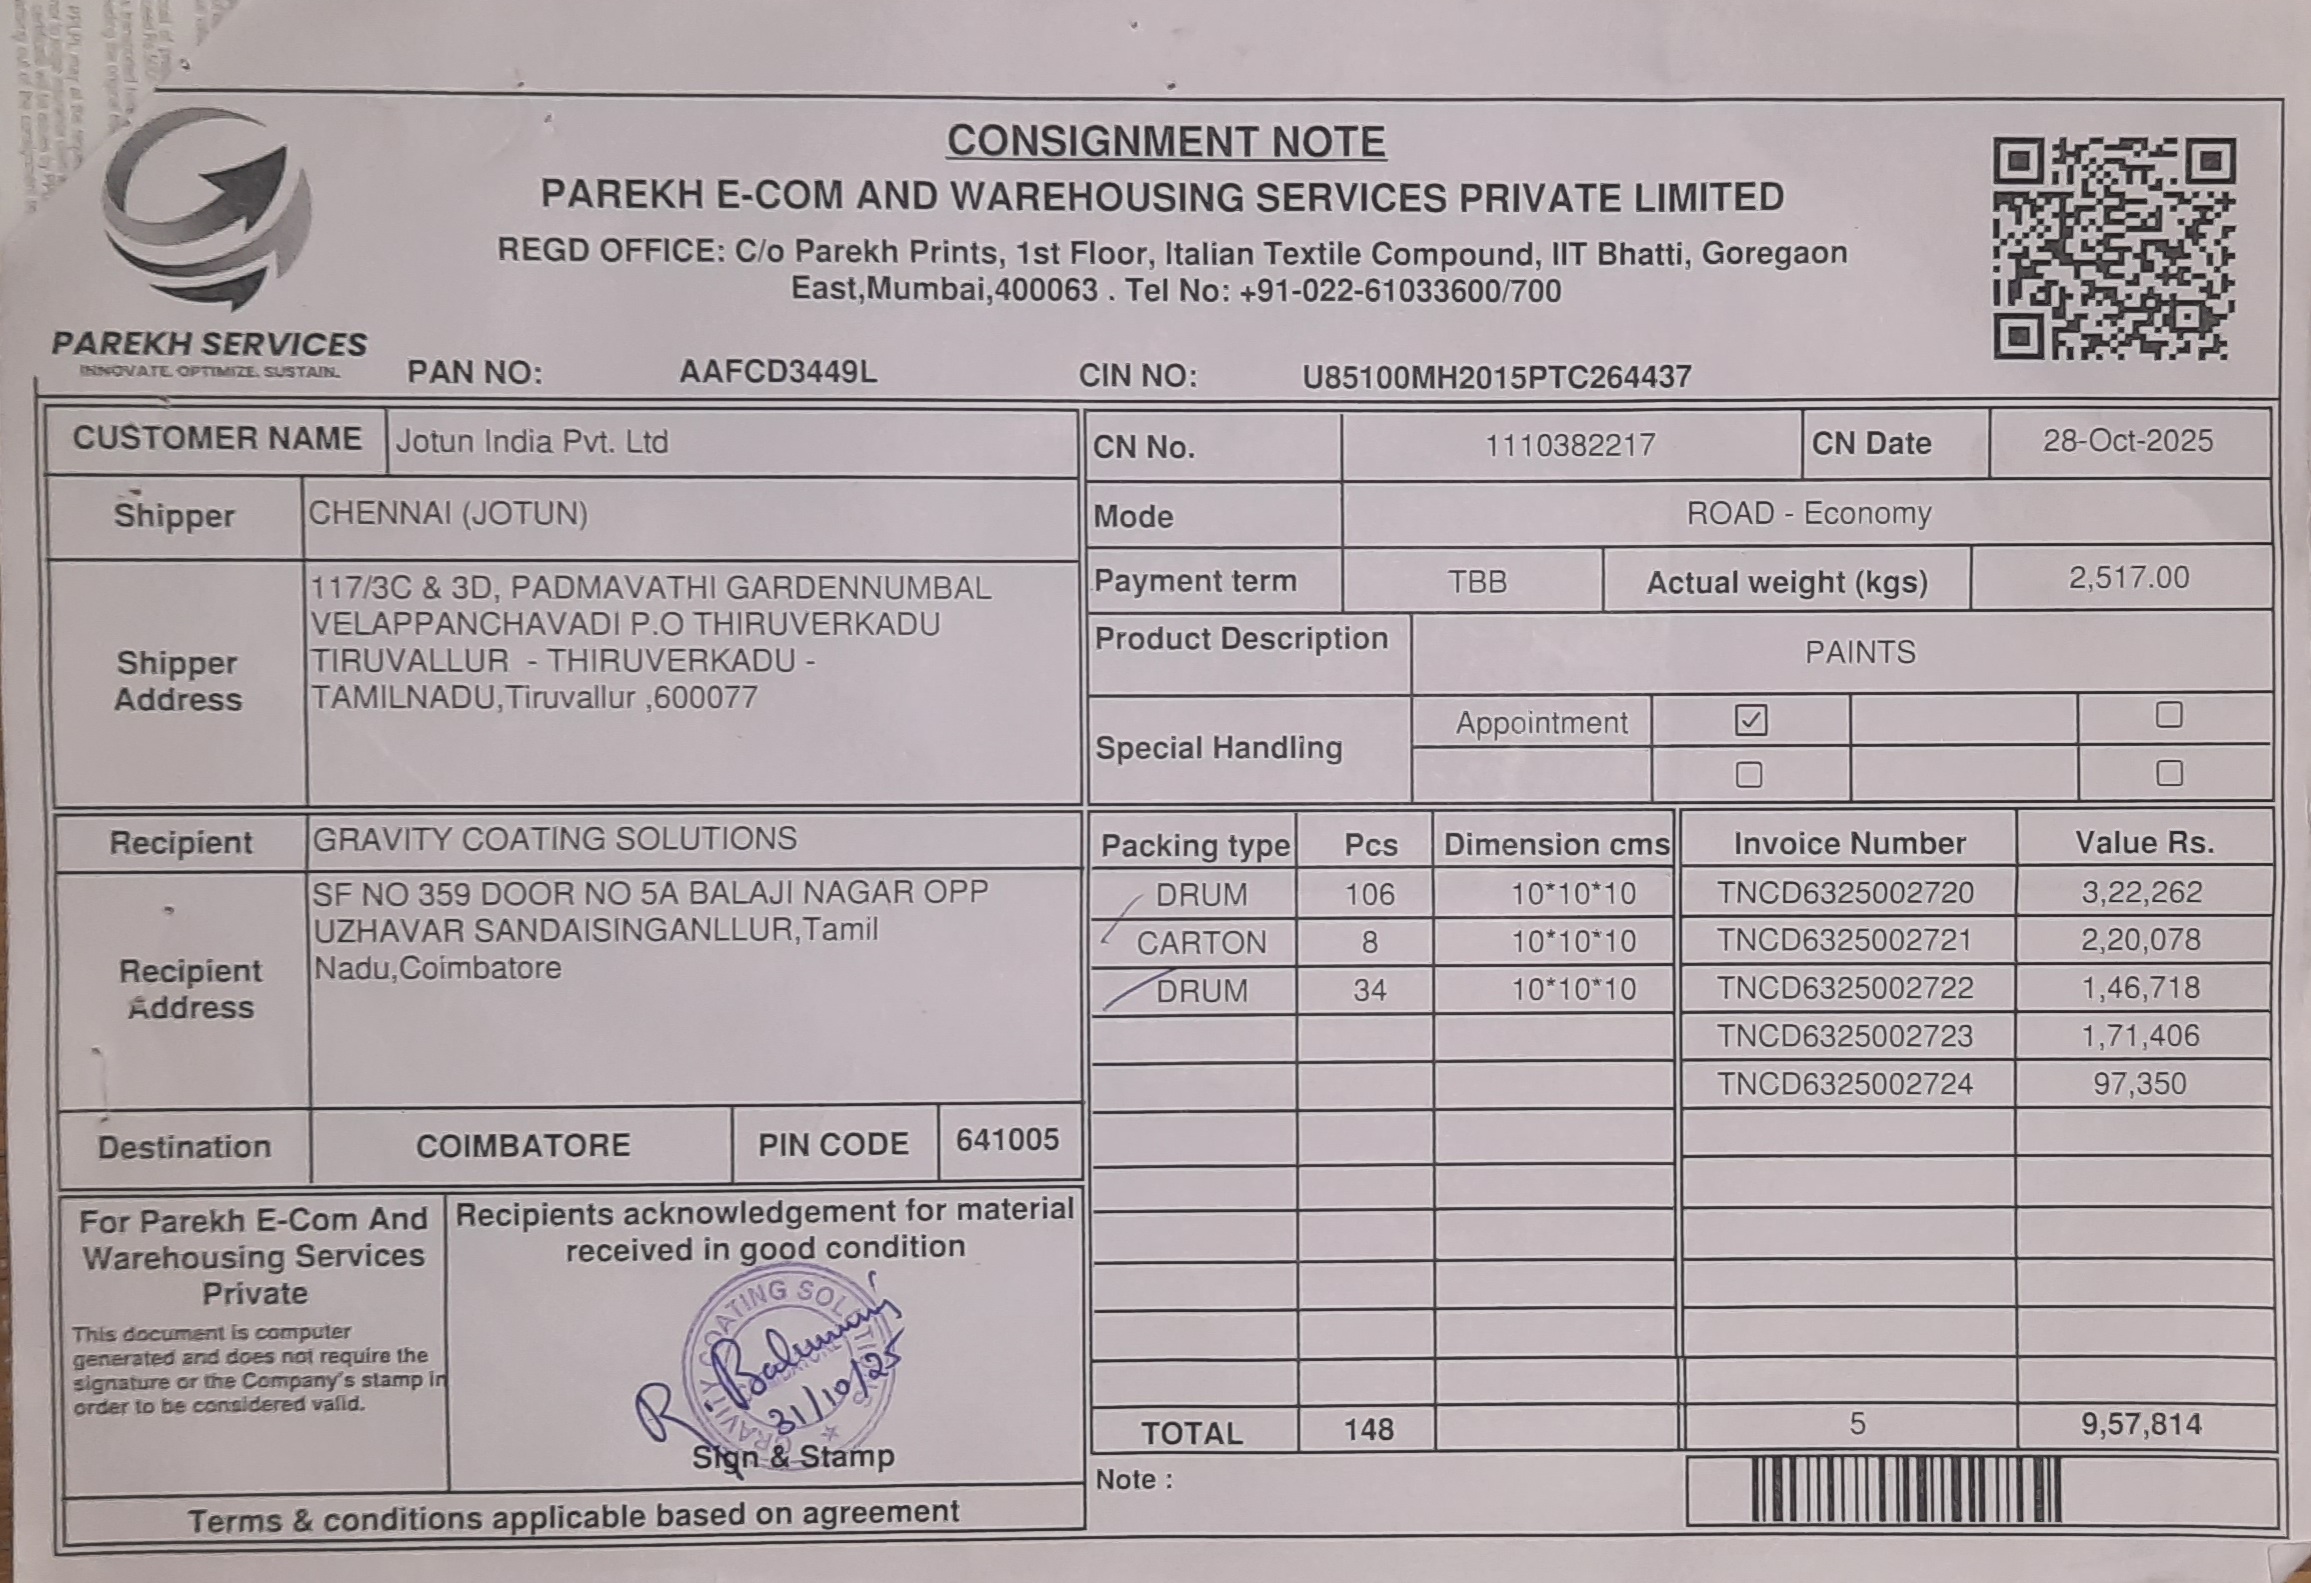 CONSIGNMENT NOTE
PAREKH E-COM AND WAREHOUSING SERVICES PRIVATE LIMITED
REGD OFFICE: C/o Parekh Prints, 1st Floor, Italian Textile Compound, IIT Bhatti, Goregaon
East,Mumbai,400063 . Tel No: +91-022-61033600/700
PAREKH SERVICES
INNOVATE. OPTIMIZE. SUSTAIN.
PAN NO: AAFCD3449L CIN NO: U85100MH2015PTC264437
CUSTOMER NAME Jotun India Pvt. Ltd
Shipper CHENNAI (JOTUN)
Shipper Address
117/3C & 3D, PADMAVATHI GARDENNUMBAL
VELAPPANCHAVADI P.O THIRUVERKADU
TIRUVALLUR - THIRUVERKADU -
TAMILNADU,Tiruvallur ,600077
CN No. 1110382217 CN Date 28-Oct-2025
Mode ROAD - Economy
Payment term TBB Actual weight (kgs) 2,517.00
Product Description PAINTS
Special Handling Appointment ☑ ☐
☐ ☐
Recipient GRAVITY COATING SOLUTIONS
Recipient Address
SF NO 359 DOOR NO 5A BALAJI NAGAR OPP
UZHAVAR SANDAISINGANLLUR,Tamil
Nadu,Coimbatore
Destination COIMBATORE PIN CODE 641005
Packing type Pcs Dimension cms Invoice Number Value Rs.
DRUM 106 10*10*10 TNCD6325002720 3,22,262
CARTON 8 10*10*10 TNCD6325002721 2,20,078
DRUM 34 10*10*10 TNCD6325002722 1,46,718
TNCD6325002723 1,71,406
TNCD6325002724 97,350
TOTAL 148 5 9,57,814
Note :
For Parekh E-Com And
Warehousing Services
Private
This document is computer
generated and does not require the
signature or the Company's stamp in
order to be considered valid.
Recipients acknowledgement for material
received in good condition
GRAVITY COATING SOLUTIONS
R.
31/10/25
Sign & Stamp
Terms & conditions applicable based on agreement